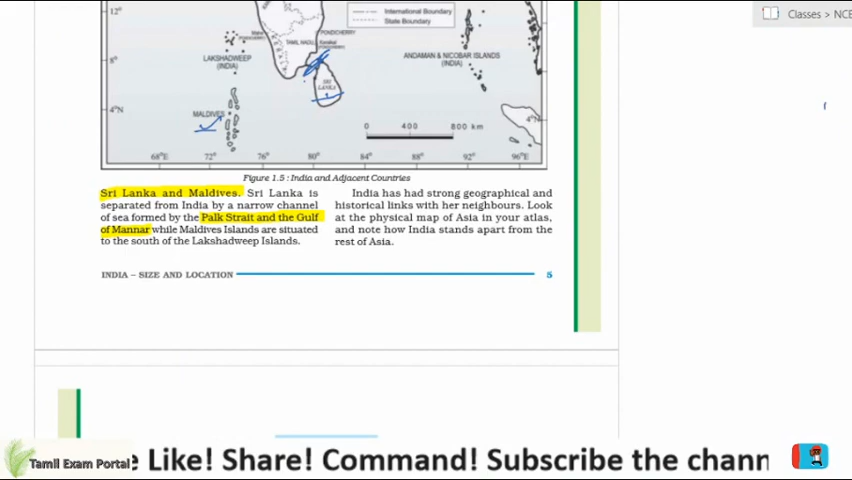 12°
International Boundary
State Boundary
Classes > NCE
PONDICHERRY
TAMIL NADU
Karaikal
8°
LAKSHADWEEP
(INDIA)
ANDAMAN & NICOBAR ISLANDS
(INDIA)
SRI
LANKA
4°N
MALDIVES
4°N
0 400 800 km
68°E 72° 76° 80° 84° 88° 92° 96°E
Figure 1.5 : India and Adjacent Countries
Sri Lanka and Maldives. Sri Lanka is
separated from India by a narrow channel
of sea formed by the Palk Strait and the Gulf
of Mannar while Maldives Islands are situated
to the south of the Lakshadweep Islands.
India has had strong geographical and
historical links with her neighbours. Look
at the physical map of Asia in your atlas,
and note how India stands apart from the
rest of Asia.
INDIA – SIZE AND LOCATION 5
Tamil Exam Portal
e Like! Share! Command! Subscribe the chann